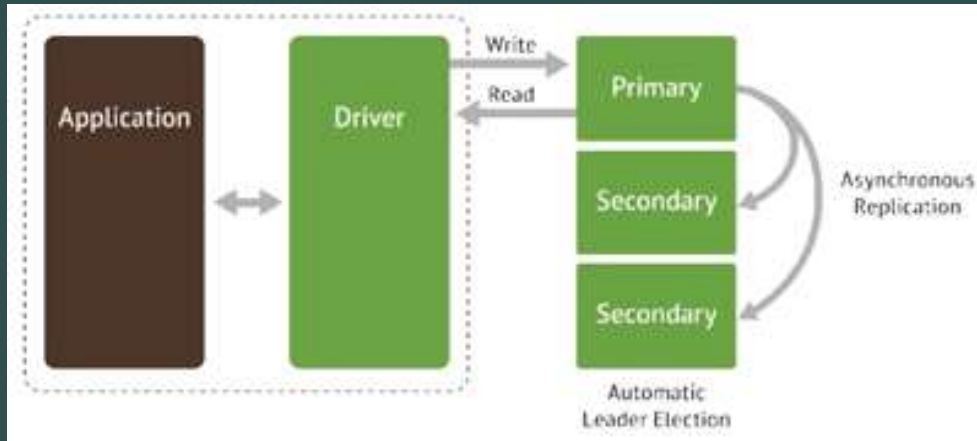 Application
Driver
Write
Read
Primary
Secondary
Secondary
Asynchronous
Replication
Automatic
Leader Election